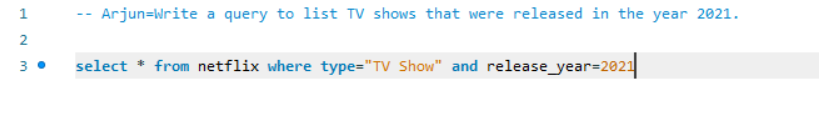 1 -- Arjun=Write a query to list TV shows that were released in the year 2021.
2
3 select * from netflix where type="TV Show" and release_year=2021